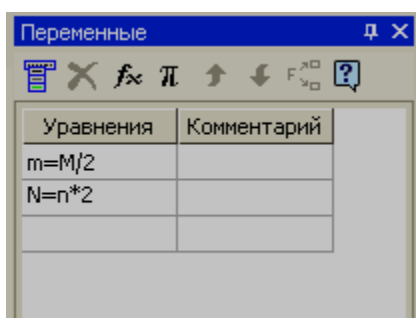 Переменные
f∞ π F ?
Уравнения Комментарий
m=M/2
N=n*2